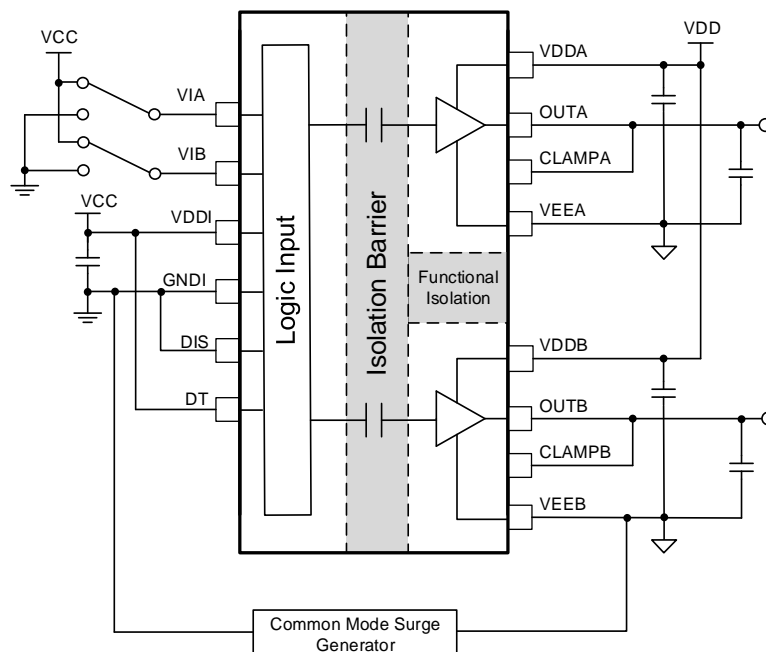 VCC
VIA
VIB
VCC
VDDI
GNDI
DIS
DT
Logic Input
Isolation Barrier
Functional
Isolation
VDD
VDDA
OUTA
CLAMPA
VEEA
VDDB
OUTB
CLAMPB
VEEB
Common Mode Surge
Generator